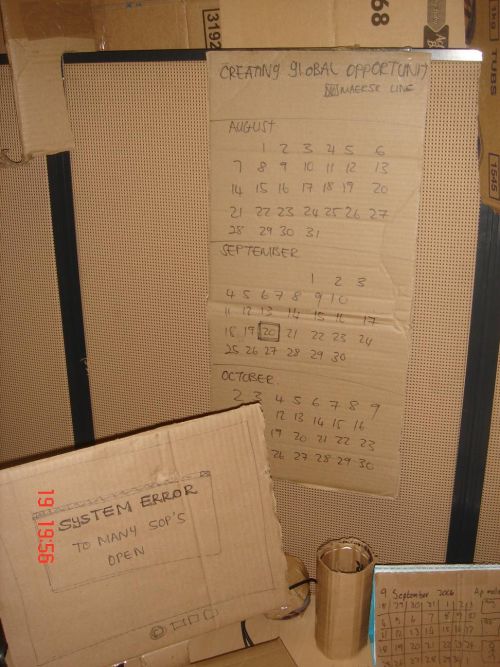 3192
68
1542
TUBS
CREATING GLOBAL OPPORTUNITY
MAERSK LINE
AUGUST
1 2 3 4 5 6
7 8 9 10 11 12 13
14 15 16 17 18 19 20
21 22 23 24 25 26 27
28 29 30 31
SEPTEMBER
1 2 3
4 5 6 7 8 9 10
11 12 13 14 15 16 17
18 19 20 21 22 23 24
25 26 27 28 29 30
OCTOBER
2 3 4 5 6 7 8 9
12 13 14 15 16
19 20 21 22 23
26 27 28 29 30
SYSTEM ERROR
TO MANY SOP'S
OPEN
19 19:56
9 September 2006